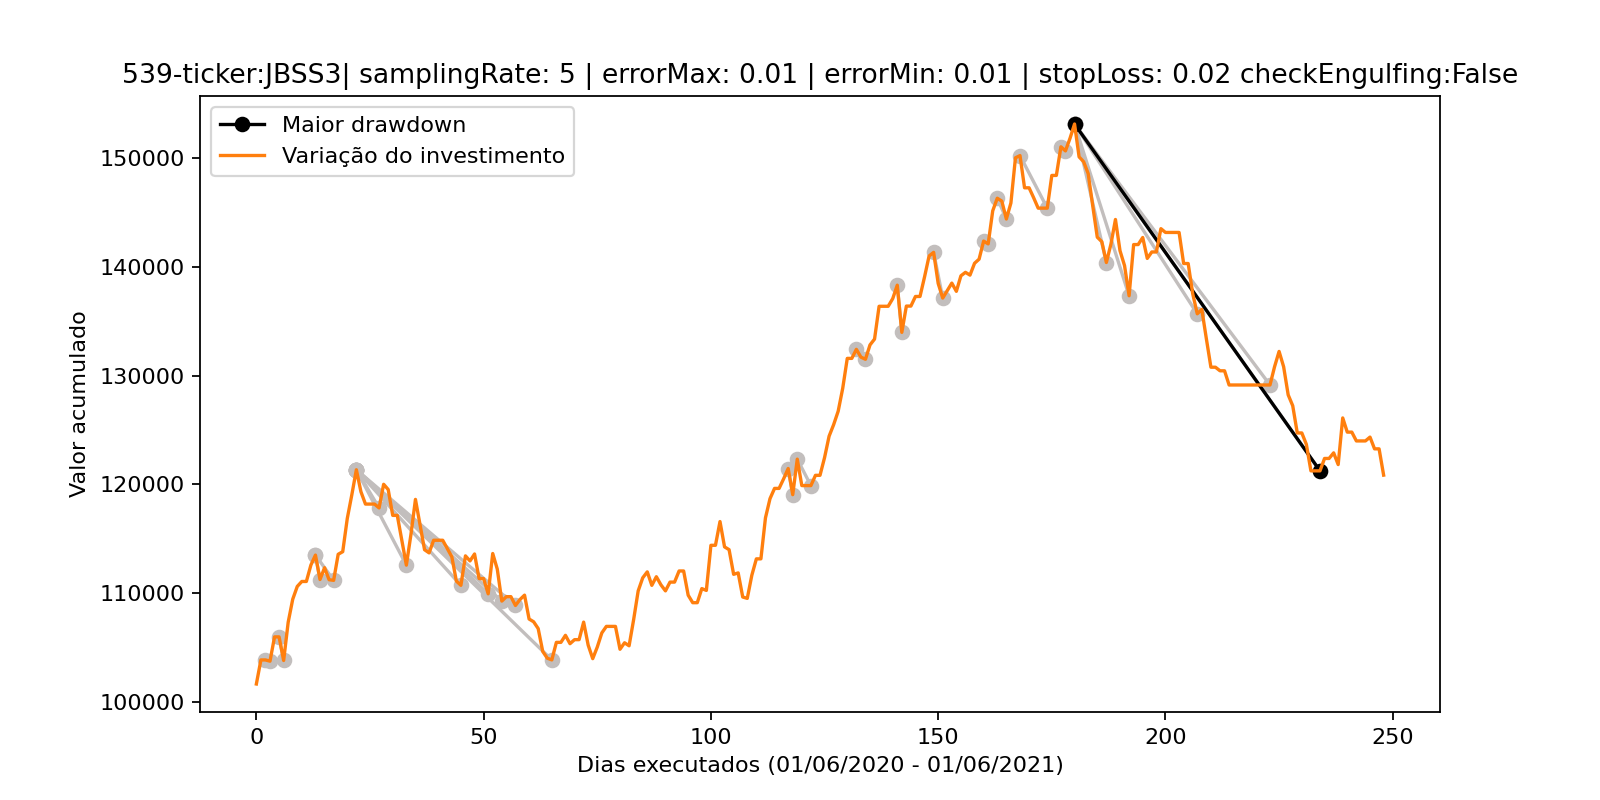 539-ticker:JBSS3| samplingRate: 5 | errorMax: 0.01 | errorMin: 0.01 | stopLoss: 0.02 checkEngulfing:False
Maior drawdown
Variação do investimento
Valor acumulado
150000
140000
130000
120000
110000
100000
0 50 100 150 200 250
Dias executados (01/06/2020 - 01/06/2021)